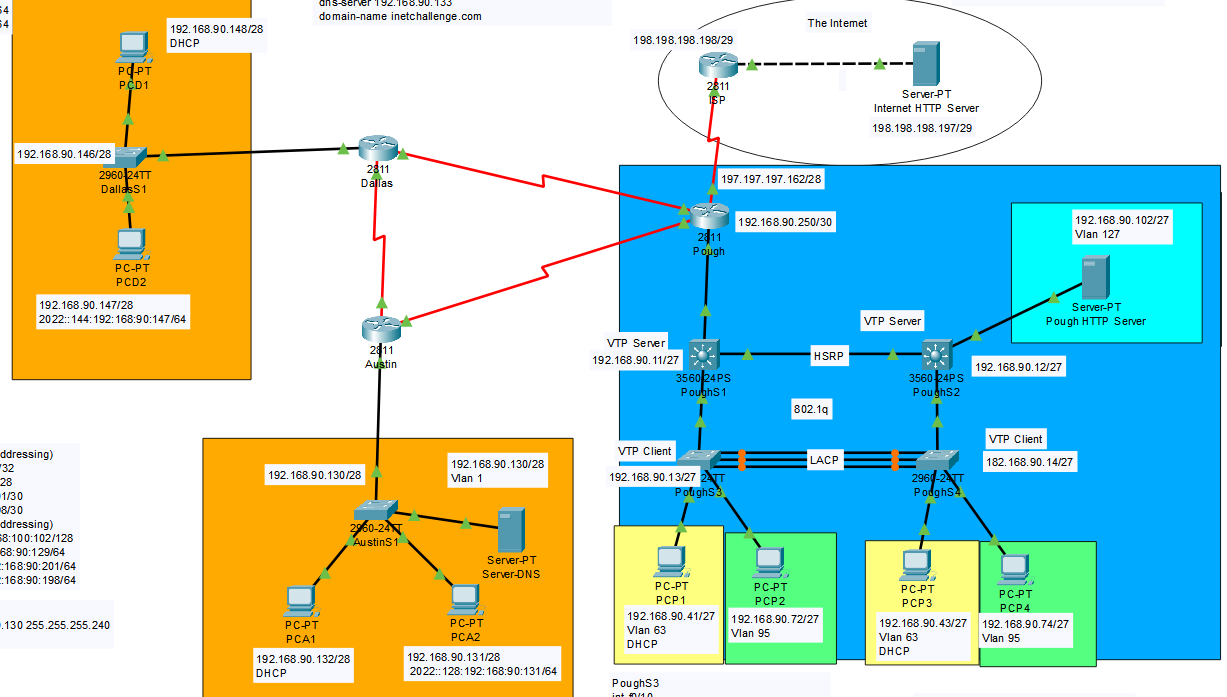 dns-server 192.168.90.133
domain-name inetchallenge.com
192.168.90.148/28
DHCP
PC-PT
PCD1
192.168.90.146/28
2960-24TT
DallasS1
PC-PT
PCD2
192.168.90.147/28
2022::144:192:168:90:147/64
2811
Dallas
2811
Austin
The Internet
198.198.198.198/29
2811
ISP
Server-PT
Internet HTTP Server
198.198.198.197/29
197.197.197.162/28
192.168.90.250/30
2811
Pough
192.168.90.102/27
Vlan 127
Server-PT
Pough HTTP Server
VTP Server
VTP Server
192.168.90.11/27
HSRP
3560-24PS
PoughS1
3560-24PS
PoughS2
192.168.90.12/27
802.1q
VTP Client
192.168.90.13/27
PoughS3
LACP
VTP Client
182.168.90.14/27
2960-24TT
PoughS4
PC-PT
PCP1
192.168.90.41/27
Vlan 63
DHCP
PC-PT
PCP2
192.168.90.72/27
Vlan 95
PC-PT
PCP3
192.168.90.43/27
Vlan 63
DHCP
PC-PT
PCP4
192.168.90.74/27
Vlan 95
192.168.90.130/28
192.168.90.130/28
Vlan 1
2960-24TT
AustinS1
Server-PT
Server-DNS
PC-PT
PCA1
192.168.90.132/28
DHCP
PC-PT
PCA2
192.168.90.131/28
2022::128:192:168:90:131/64
ddressing)
/32
28
01/30
98/30
ddressing)
68:100:102/128
68:90:129/64
2:168:90:201/64
2:168:90:198/64
0.130 255.255.255.240
PoughS3
int f0/10